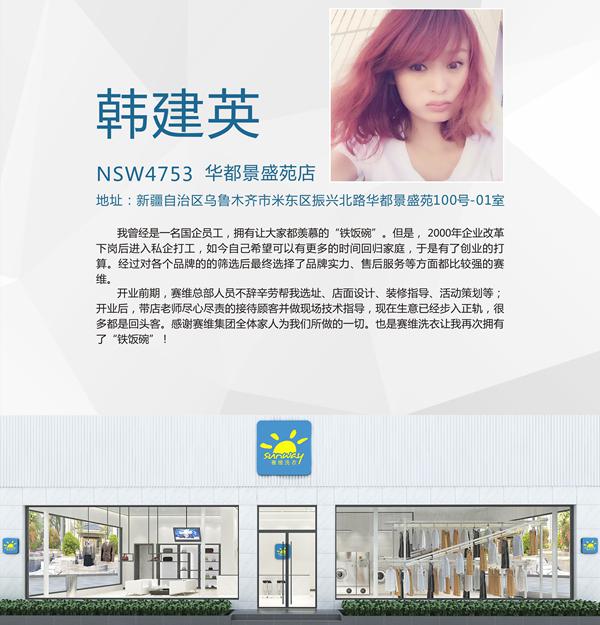 韩建英
NSW4753 华都景盛苑店
地址：新疆自治区乌鲁木齐市米东区振兴北路华都景盛苑100号-01室
我曾经是一名国企员工，拥有让大家都羡慕的“铁饭碗”。但是， 2000年企业改革
下岗后进入私企打工，如今自己希望可以有更多的时间回归家庭，于是有了创业的打
算。经过对各个品牌的的筛选后最终选择了品牌实力、售后服务等方面都比较强的赛
维。
开业前期，赛维总部人员不辞辛劳帮我选址、店面设计、装修指导、活动策划等；
开业后，带店老师尽心尽责的接待顾客并做现场技术指导，现在生意已经步入正轨，很
多都是回头客。感谢赛维集团全体家人为我们所做的一切。也是赛维洗衣让我再次拥有
了“铁饭碗”！
sunway
赛维洗衣